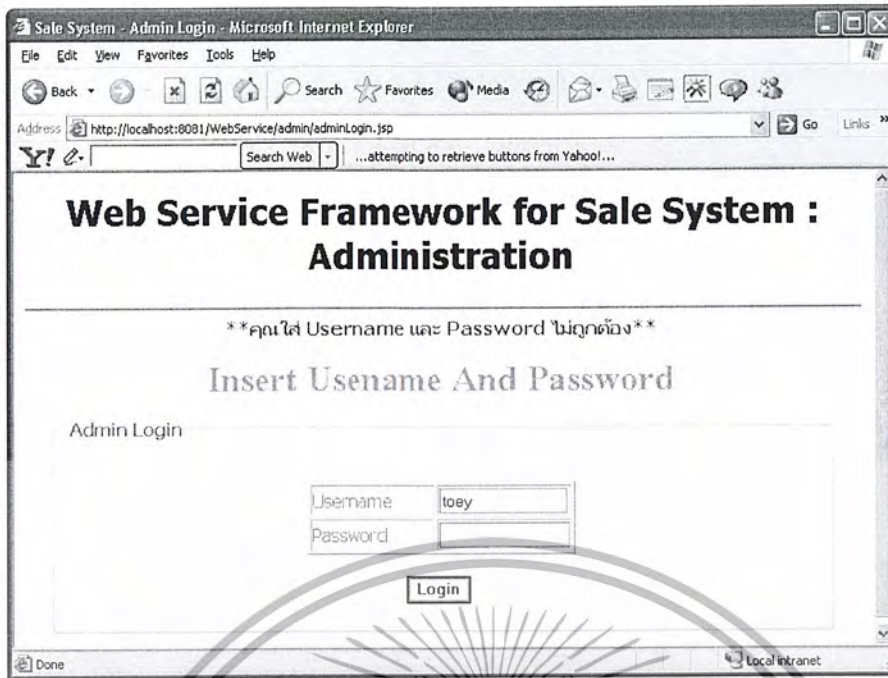 Sale System - Admin Login - Microsoft Internet Explorer
File Edit View Favorites Tools Help
Back Search Favorites Media
Address http://localhost:8081/WebService/admin/adminLogin.jsp Go Links »
Y! Search Web ...attempting to retrieve buttons from Yahoo!...
Web Service Framework for Sale System :
Administration
**คุณใส่ Username และ Password ไม่ถูกต้อง**
Insert Usename And Password
Admin Login
Username toey
Password
Login
Done Local intranet